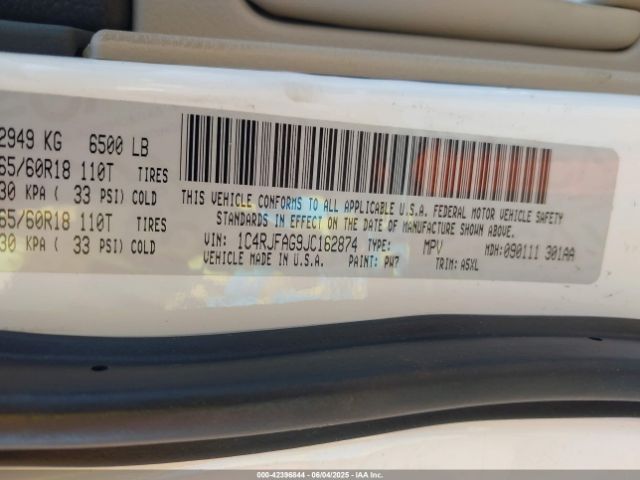 2949 KG 6500 LB
65/60R18 110T TIRES
30 KPA ( 33 PSI) COLD
65/60R18 110T TIRES
30 KPA ( 33 PSI) COLD
THIS VEHICLE CONFORMS TO ALL APPLICABLE U.S.A. FEDERAL MOTOR VEHICLE SAFETY
STANDARDS IN EFFECT ON THE DATE OF MANUFACTURE SHOWN ABOVE.
VIN: 1C4RJFAG9JC162874 TYPE: MPV MDH:090111 301AA
VEHICLE MADE IN U.S.A. PAINT: PW7 TRIM: A5XL
000-42396844 - 06/04/2025 - IAA Inc.